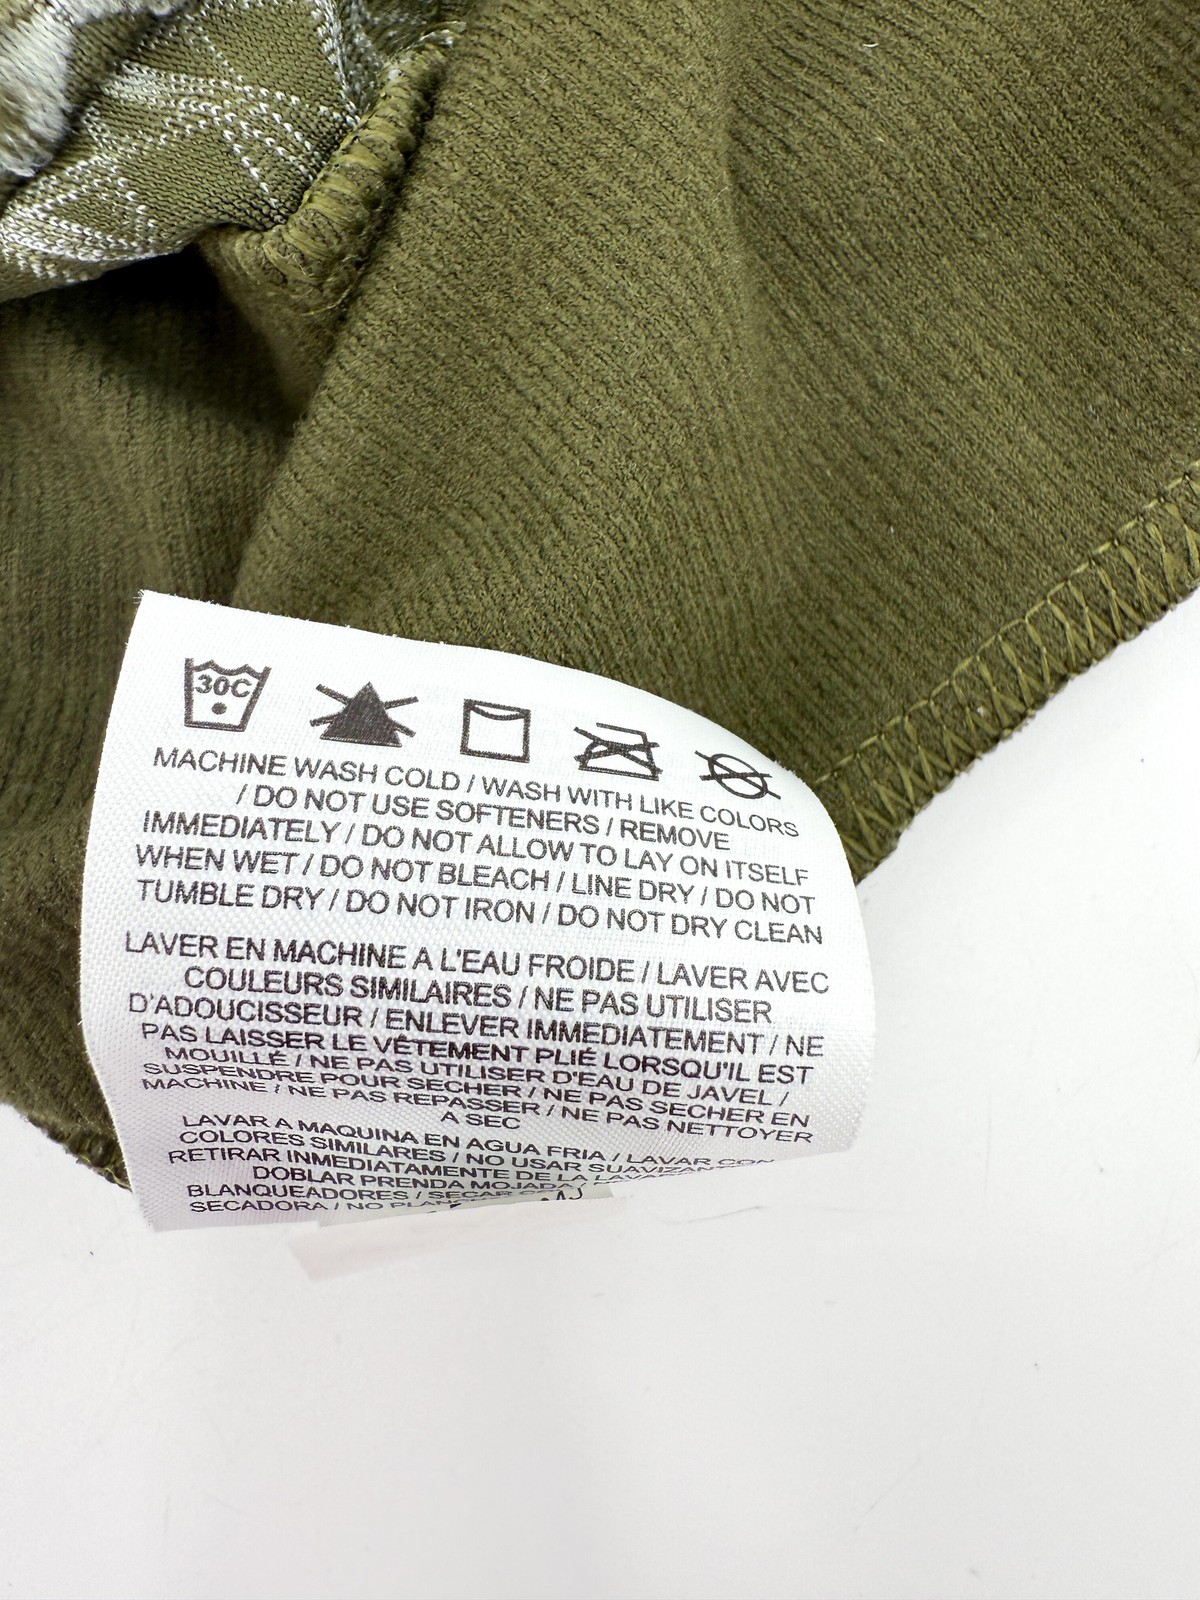 30C
MACHINE WASH COLD / WASH WITH LIKE COLORS
/ DO NOT USE SOFTENERS / REMOVE
IMMEDIATELY / DO NOT ALLOW TO LAY ON ITSELF
WHEN WET / DO NOT BLEACH / LINE DRY / DO NOT
TUMBLE DRY / DO NOT IRON / DO NOT DRY CLEAN
LAVER EN MACHINE A L'EAU FROIDE / LAVER AVEC
COULEURS SIMILAIRES / NE PAS UTILISER
D'ADOUCISSEUR / ENLEVER IMMEDIATEMENT / NE
PAS LAISSER LE VÊTEMENT PLIÉ LORSQU'IL EST
MOUILLÉ / NE PAS UTILISER D'EAU DE JAVEL /
SUSPENDRE POUR SECHER / NE PAS SECHER EN
MACHINE / NE PAS REPASSER / NE PAS NETTOYER
A SEC
LAVAR A MAQUINA EN AGUA FRIA / LAVAR CON
COLORES SIMILARES / NO USAR
RETIRAR INMEDIATAMENTE DE LA
DOBLAR PRENDA MOJADA /
BLANQUEADORES / SECAR
SECADORA / NO